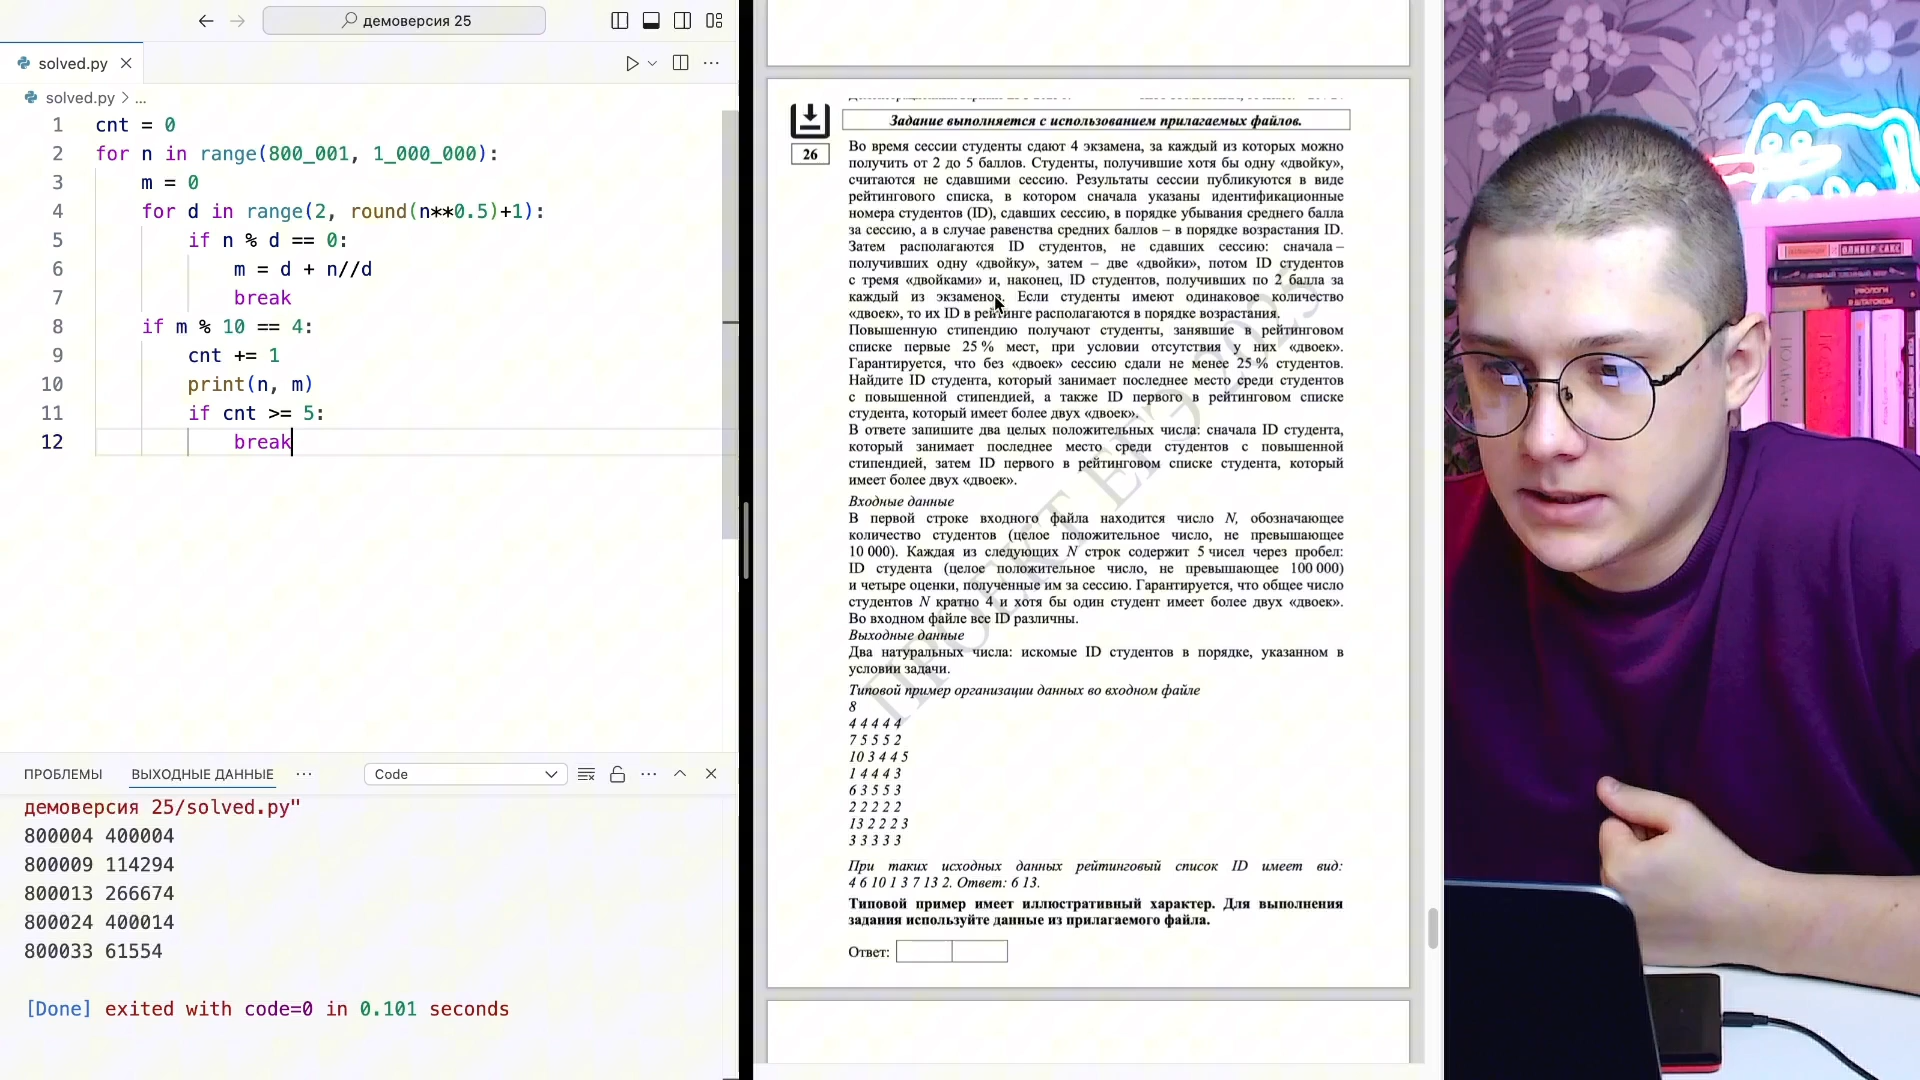 демоверсия 25
solved.py
solved.py > ...
1 cnt = 0
2 for n in range(800_001, 1_000_000):
3 m = 0
4 for d in range(2, round(n**0.5)+1):
5 if n % d == 0:
6 m = d + n//d
7 break
8 if m % 10 == 4:
9 cnt += 1
10 print(n, m)
11 if cnt >= 5:
12 break
ПРОБЛЕМЫ ВЫХОДНЫЕ ДАННЫЕ ... Code
демоверсия 25/solved.py"
800004 400004
800009 114294
800013 266674
800024 400014
800033 61554
[Done] exited with code=0 in 0.101 seconds
Задание выполняется с использованием прилагаемых файлов.
26
Во время сессии студенты сдают 4 экзамена, за каждый из которых можно
получить от 2 до 5 баллов. Студенты, получившие хотя бы одну «двойку»,
считаются не сдавшими сессию. Результаты сессии публикуются в виде
рейтингового списка, в котором сначала указаны идентификационные
номера студентов (ID), сдавших сессию, в порядке убывания среднего балла
за сессию, а в случае равенства средних баллов – в порядке возрастания ID.
Затем располагаются ID студентов, не сдавших сессию: сначала –
получивших одну «двойку», затем – две «двойки», потом ID студентов
с тремя «двойками» и, наконец, ID студентов, получивших по 2 балла за
каждый из экзаменов. Если студенты имеют одинаковое количество
«двоек», то их ID в рейтинге располагаются в порядке возрастания.
Повышенную стипендию получают студенты, занявшие в рейтинговом
списке первые 25 % мест, при условии отсутствия у них «двоек».
Гарантируется, что без «двоек» сессию сдали не менее 25 % студентов.
Найдите ID студента, который занимает последнее место среди студентов
с повышенной стипендией, а также ID первого в рейтинговом списке
студента, который имеет более двух «двоек».
В ответе запишите два целых положительных числа: сначала ID студента,
который занимает последнее место среди студентов с повышенной
стипендией, затем ID первого в рейтинговом списке студента, который
имеет более двух «двоек».
Входные данные
В первой строке входного файла находится число N, обозначающее
количество студентов (целое положительное число, не превышающее
10 000). Каждая из следующих N строк содержит 5 чисел через пробел:
ID студента (целое положительное число, не превышающее 100 000)
и четыре оценки, полученные им за сессию. Гарантируется, что общее число
студентов N кратно 4 и хотя бы один студент имеет более двух «двоек».
Во входном файле все ID различны.
Выходные данные
Два натуральных числа: искомые ID студентов в порядке, указанном в
условии задачи.
Типовой пример организации данных во входном файле
8
4 4 4 4 4
7 5 5 5 2
10 3 4 4 5
1 4 4 4 3
6 3 5 5 3
2 2 2 2 2
13 2 2 2 3
3 3 3 3 3
При таких исходных данных рейтинговый список ID имеет вид:
4 6 10 1 3 7 13 2. Ответ: 6 13.
Типовой пример имеет иллюстративный характер. Для выполнения
задания используйте данные из прилагаемого файла.
Ответ:
ПРОЕКТ ЕГЭ 2025
ОЛИВЕР САКС